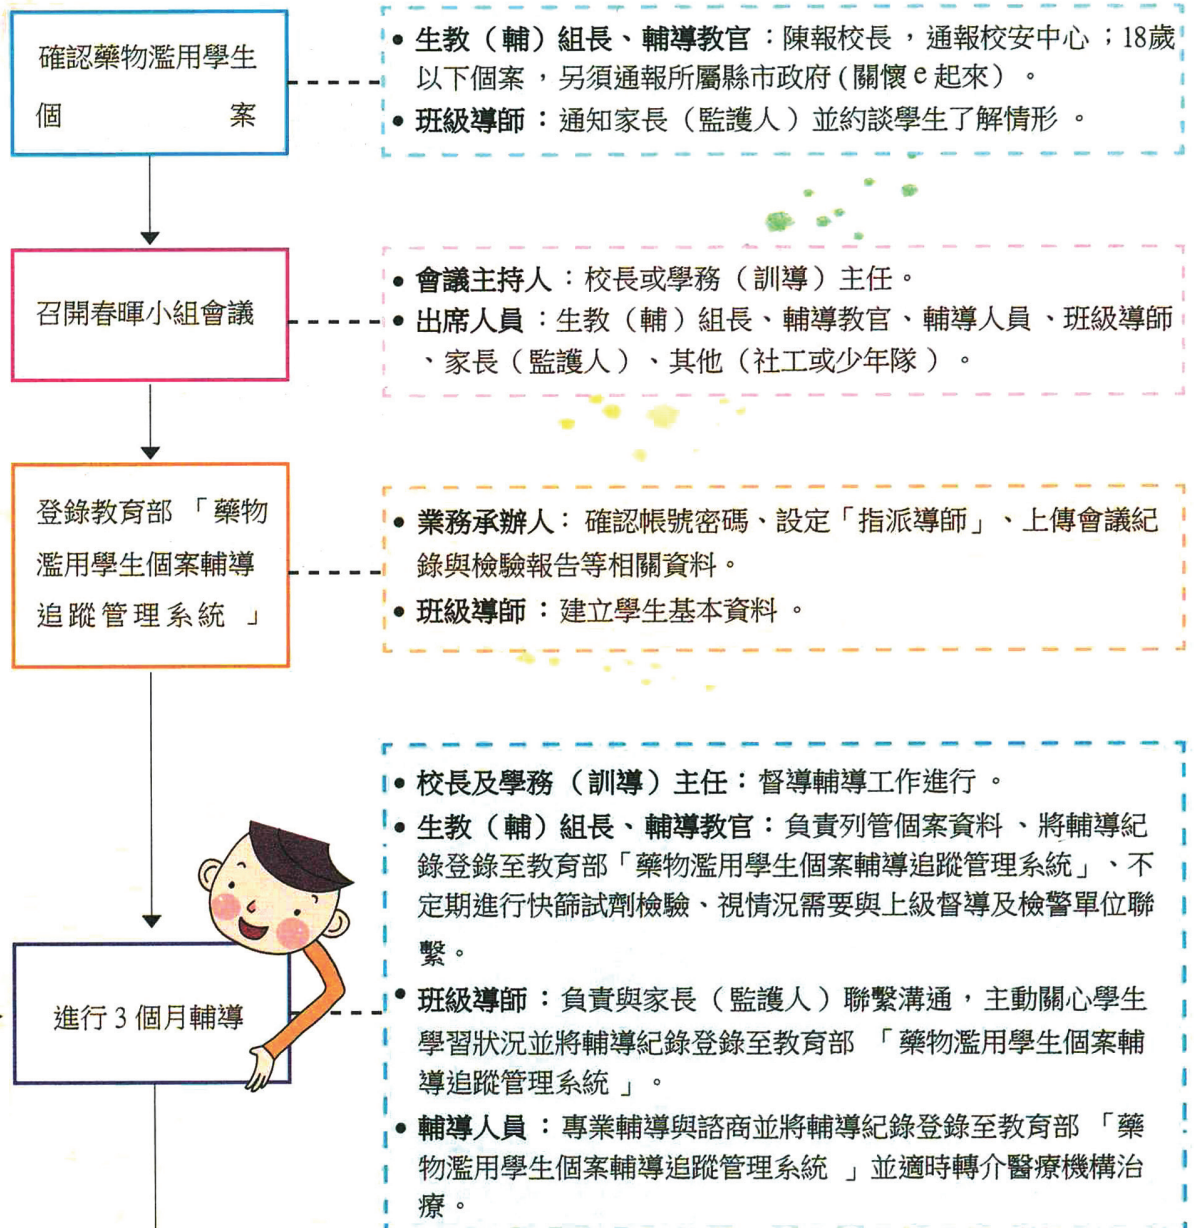 確認藥物濫用學生
個案
• 生教（輔）組長、輔導教官：陳報校長，通報校安中心；18歲
以下個案，另須通報所屬縣市政府(關懷e起來)。
• 班級導師：通知家長（監護人）並約談學生了解情形。
召開春暉小組會議
• 會議主持人：校長或學務（訓導）主任。
• 出席人員：生教（輔）組長、輔導教官、輔導人員、班級導師
、家長（監護人）、其他（社工或少年隊）。
登錄教育部「藥物
濫用學生個案輔導
追蹤管理系統」
• 業務承辦人：確認帳號密碼、設定「指派導師」、上傳會議紀
錄與檢驗報告等相關資料。
• 班級導師：建立學生基本資料。
進行3個月輔導
• 校長及學務（訓導）主任：督導輔導工作進行。
• 生教（輔）組長、輔導教官：負責列管個案資料、將輔導紀
錄登錄至教育部「藥物濫用學生個案輔導追蹤管理系統」、不
定期進行快篩試劑檢驗、視情況需要與上級督導及檢警單位聯
繫。
• 班級導師：負責與家長（監護人）聯繫溝通，主動關心學生
學習狀況並將輔導紀錄登錄至教育部「藥物濫用學生個案輔
導追蹤管理系統」。
• 輔導人員：專業輔導與諮商並將輔導紀錄登錄至教育部「藥
物濫用學生個案輔導追蹤管理系統」並適時轉介醫療機構治
療。